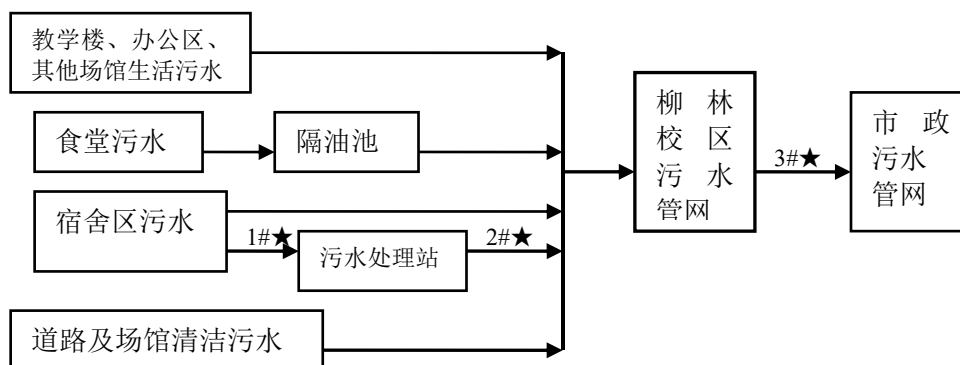 教学楼、办公区、
其他场馆生活污水
食堂污水
隔油池
宿舍区污水
1#★
污水处理站
2#★
道路及场馆清洁污水
柳林
校区
污水
管网
3#★
市政
污水
管网